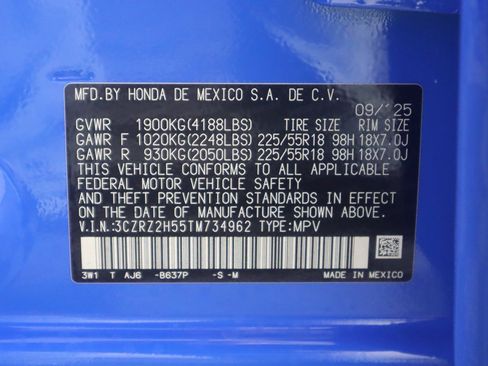 MFD.BY HONDA DE MEXICO S.A. DE C.V.
09/'25
GVWR 1900KG(4188LBS) TIRE SIZE RIM SIZE
GAWR F 1020KG(2248LBS) 225/55R18 98H 18X7.0J
GAWR R 930KG(2050LBS) 225/55R18 98H 18X7.0J
THIS VEHICLE CONFORMS TO ALL APPLICABLE
FEDERAL MOTOR VEHICLE SAFETY
AND THEFT PREVENTION STANDARDS IN EFFECT
ON THE DATE OF MANUFACTURE SHOWN ABOVE.
V.I.N:3CZRZ2H55TM734962 TYPE:MPV
3W1 T AJ6 -B637P -S -M MADE IN MEXICO